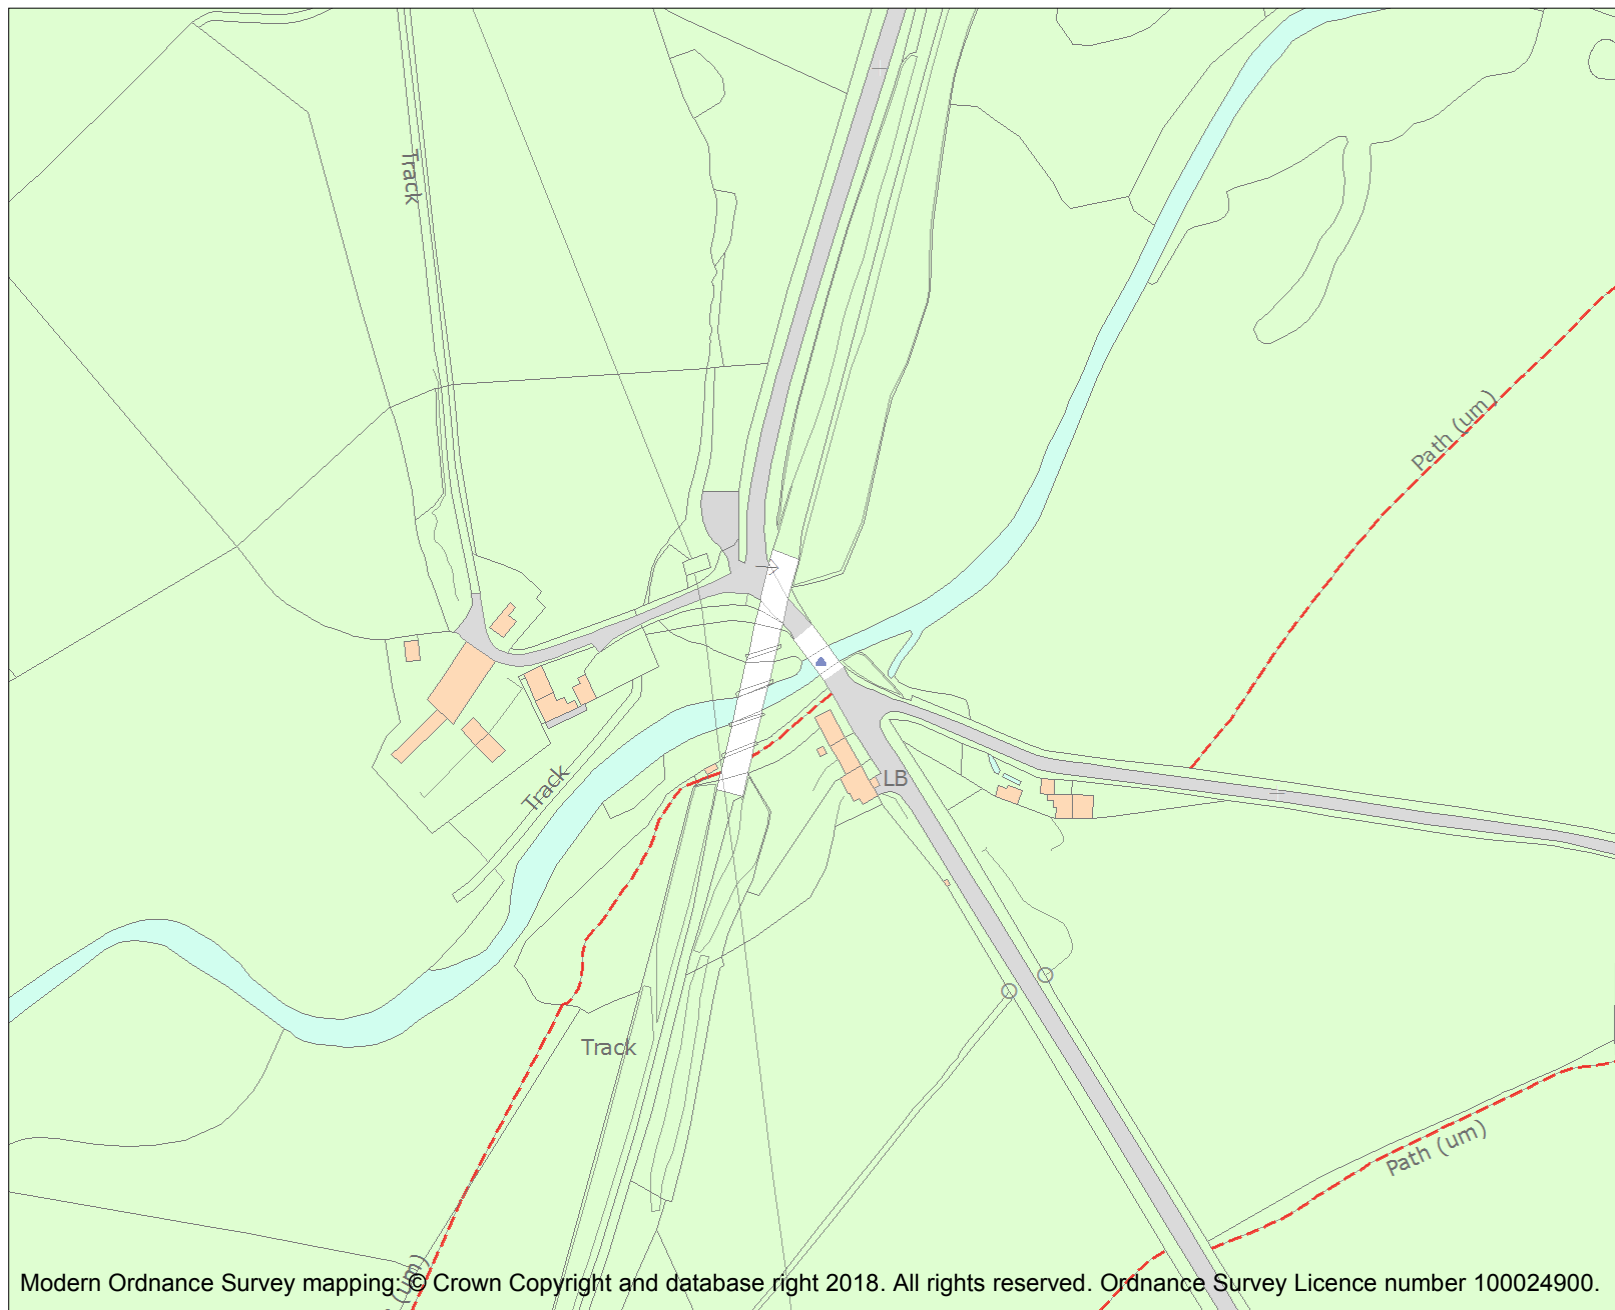 Track
Path (um)
Track
LB
Track
Path (um)
(um)
Modern Ordnance Survey mapping: © Crown Copyright and database right 2018. All rights reserved. Ordnance Survey Licence number 100024900.